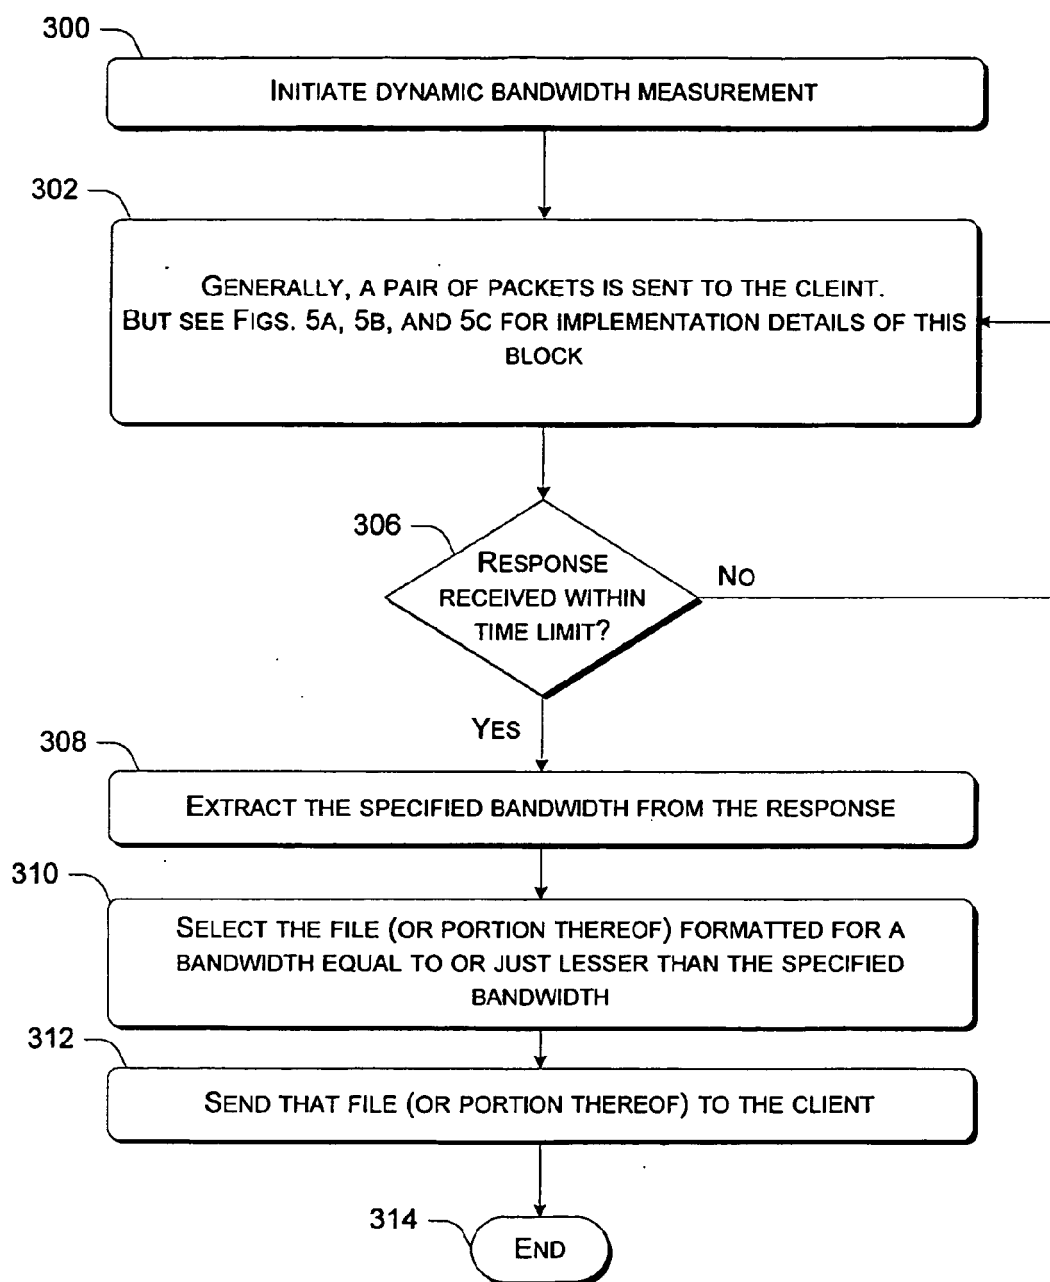 300
INITIATE DYNAMIC BANDWIDTH MEASUREMENT
302
GENERALLY, A PAIR OF PACKETS IS SENT TO THE CLEINT.
BUT SEE FIGS. 5A, 5B, AND 5C FOR IMPLEMENTATION DETAILS OF THIS
BLOCK
306
RESPONSE
RECEIVED WITHIN
TIME LIMIT?
NO
YES
308
EXTRACT THE SPECIFIED BANDWIDTH FROM THE RESPONSE
310
SELECT THE FILE (OR PORTION THEREOF) FORMATTED FOR A
BANDWIDTH EQUAL TO OR JUST LESSER THAN THE SPECIFIED
BANDWIDTH
312
SEND THAT FILE (OR PORTION THEREOF) TO THE CLIENT
314
END